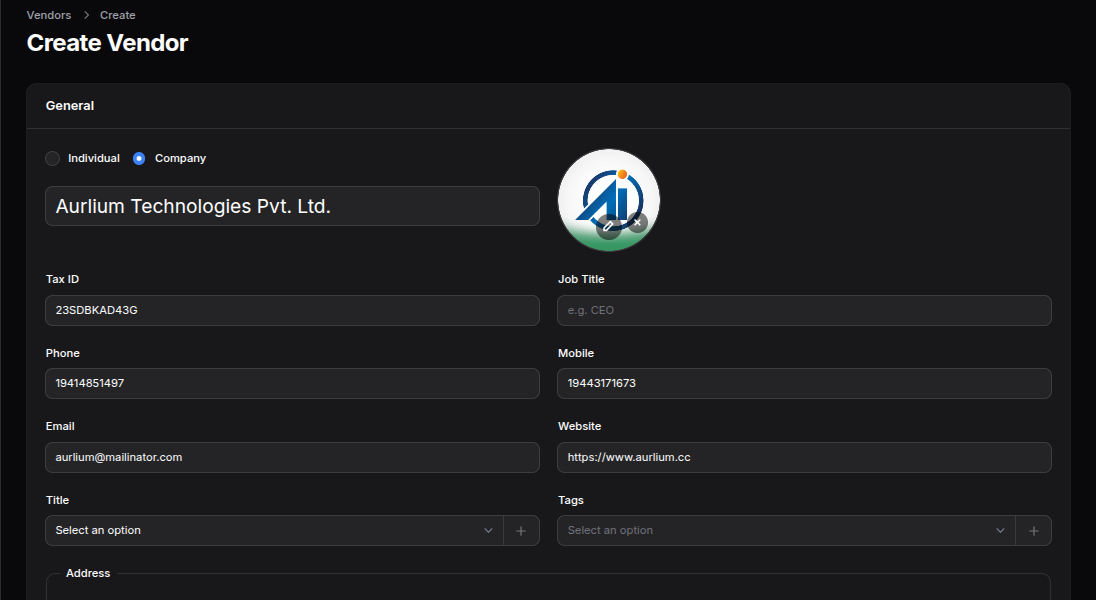 Vendors > Create
Create Vendor
General
Individual Company
Aurlium Technologies Pvt. Ltd.
AI
Tax ID Job Title
23SDBKAD43G e.g. CEO
Phone Mobile
19414851497 19443171673
Email Website
aurlium@mailinator.com https://www.aurlium.cc
Title Tags
Select an option Select an option
Address